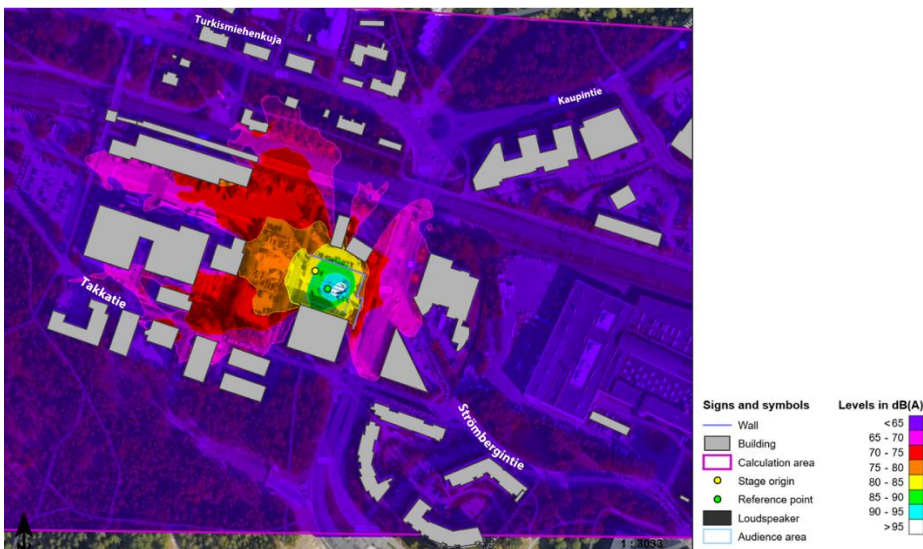 Turkismiehenkuja
Kaupintie
Takkatie
Strömbergintie
1 : 3033
Signs and symbols
Wall
Building
Calculation area
Stage origin
Reference point
Loudspeaker
Audience area
Levels in dB(A)
<65
65 - 70
70 - 75
75 - 80
80 - 85
85 - 90
90 - 95
>95